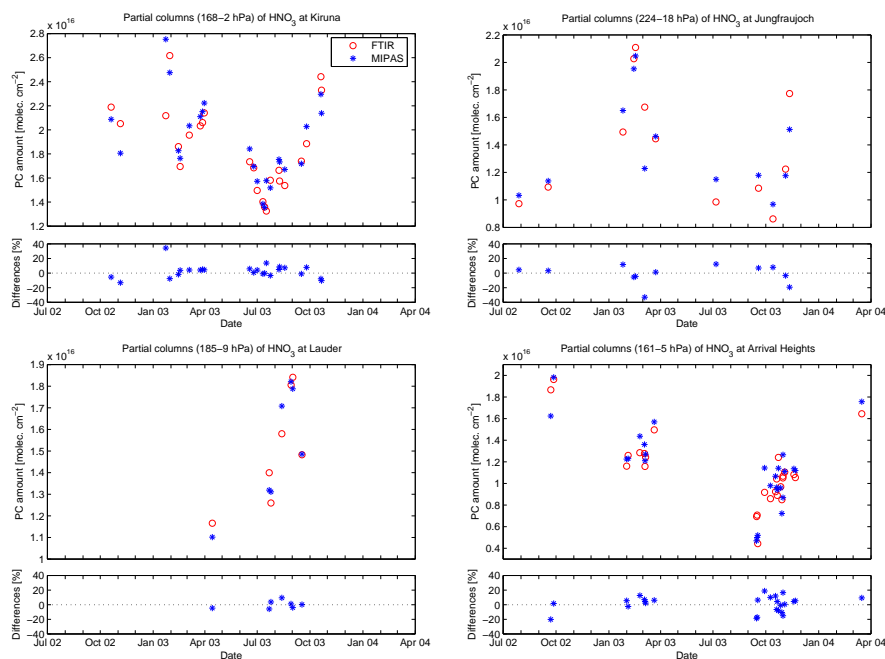 Partial columns (168−2 hPa) of HNO3 at Kiruna
x 10^16
PC amount [molec. cm−2]
2.8
2.6
2.4
2.2
2
1.8
1.6
1.4
1.2
FTIR
MIPAS
Differences [%]
40
20
0
−20
−40
Jul 02 Oct 02 Jan 03 Apr 03 Jul 03 Oct 03 Jan 04 Apr 04
Date
Partial columns (224−18 hPa) of HNO3 at Jungfraujoch
x 10^16
PC amount [molec. cm−2]
2.2
2
1.8
1.6
1.4
1.2
1
0.8
Differences [%]
40
20
0
−20
−40
Jul 02 Oct 02 Jan 03 Apr 03 Jul 03 Oct 03 Jan 04 Apr 04
Date
Partial columns (185−9 hPa) of HNO3 at Lauder
x 10^16
PC amount [molec. cm−2]
1.9
1.8
1.7
1.6
1.5
1.4
1.3
1.2
1.1
1
Differences [%]
40
20
0
−20
−40
Jul 02 Oct 02 Jan 03 Apr 03 Jul 03 Oct 03 Jan 04 Apr 04
Date
Partial columns (161−5 hPa) of HNO3 at Arrival Heights
x 10^16
PC amount [molec. cm−2]
2
1.8
1.6
1.4
1.2
1
0.8
0.6
0.4
Differences [%]
40
20
0
−20
−40
Jul 02 Oct 02 Jan 03 Apr 03 Jul 03 Oct 03 Jan 04 Apr 04
Date